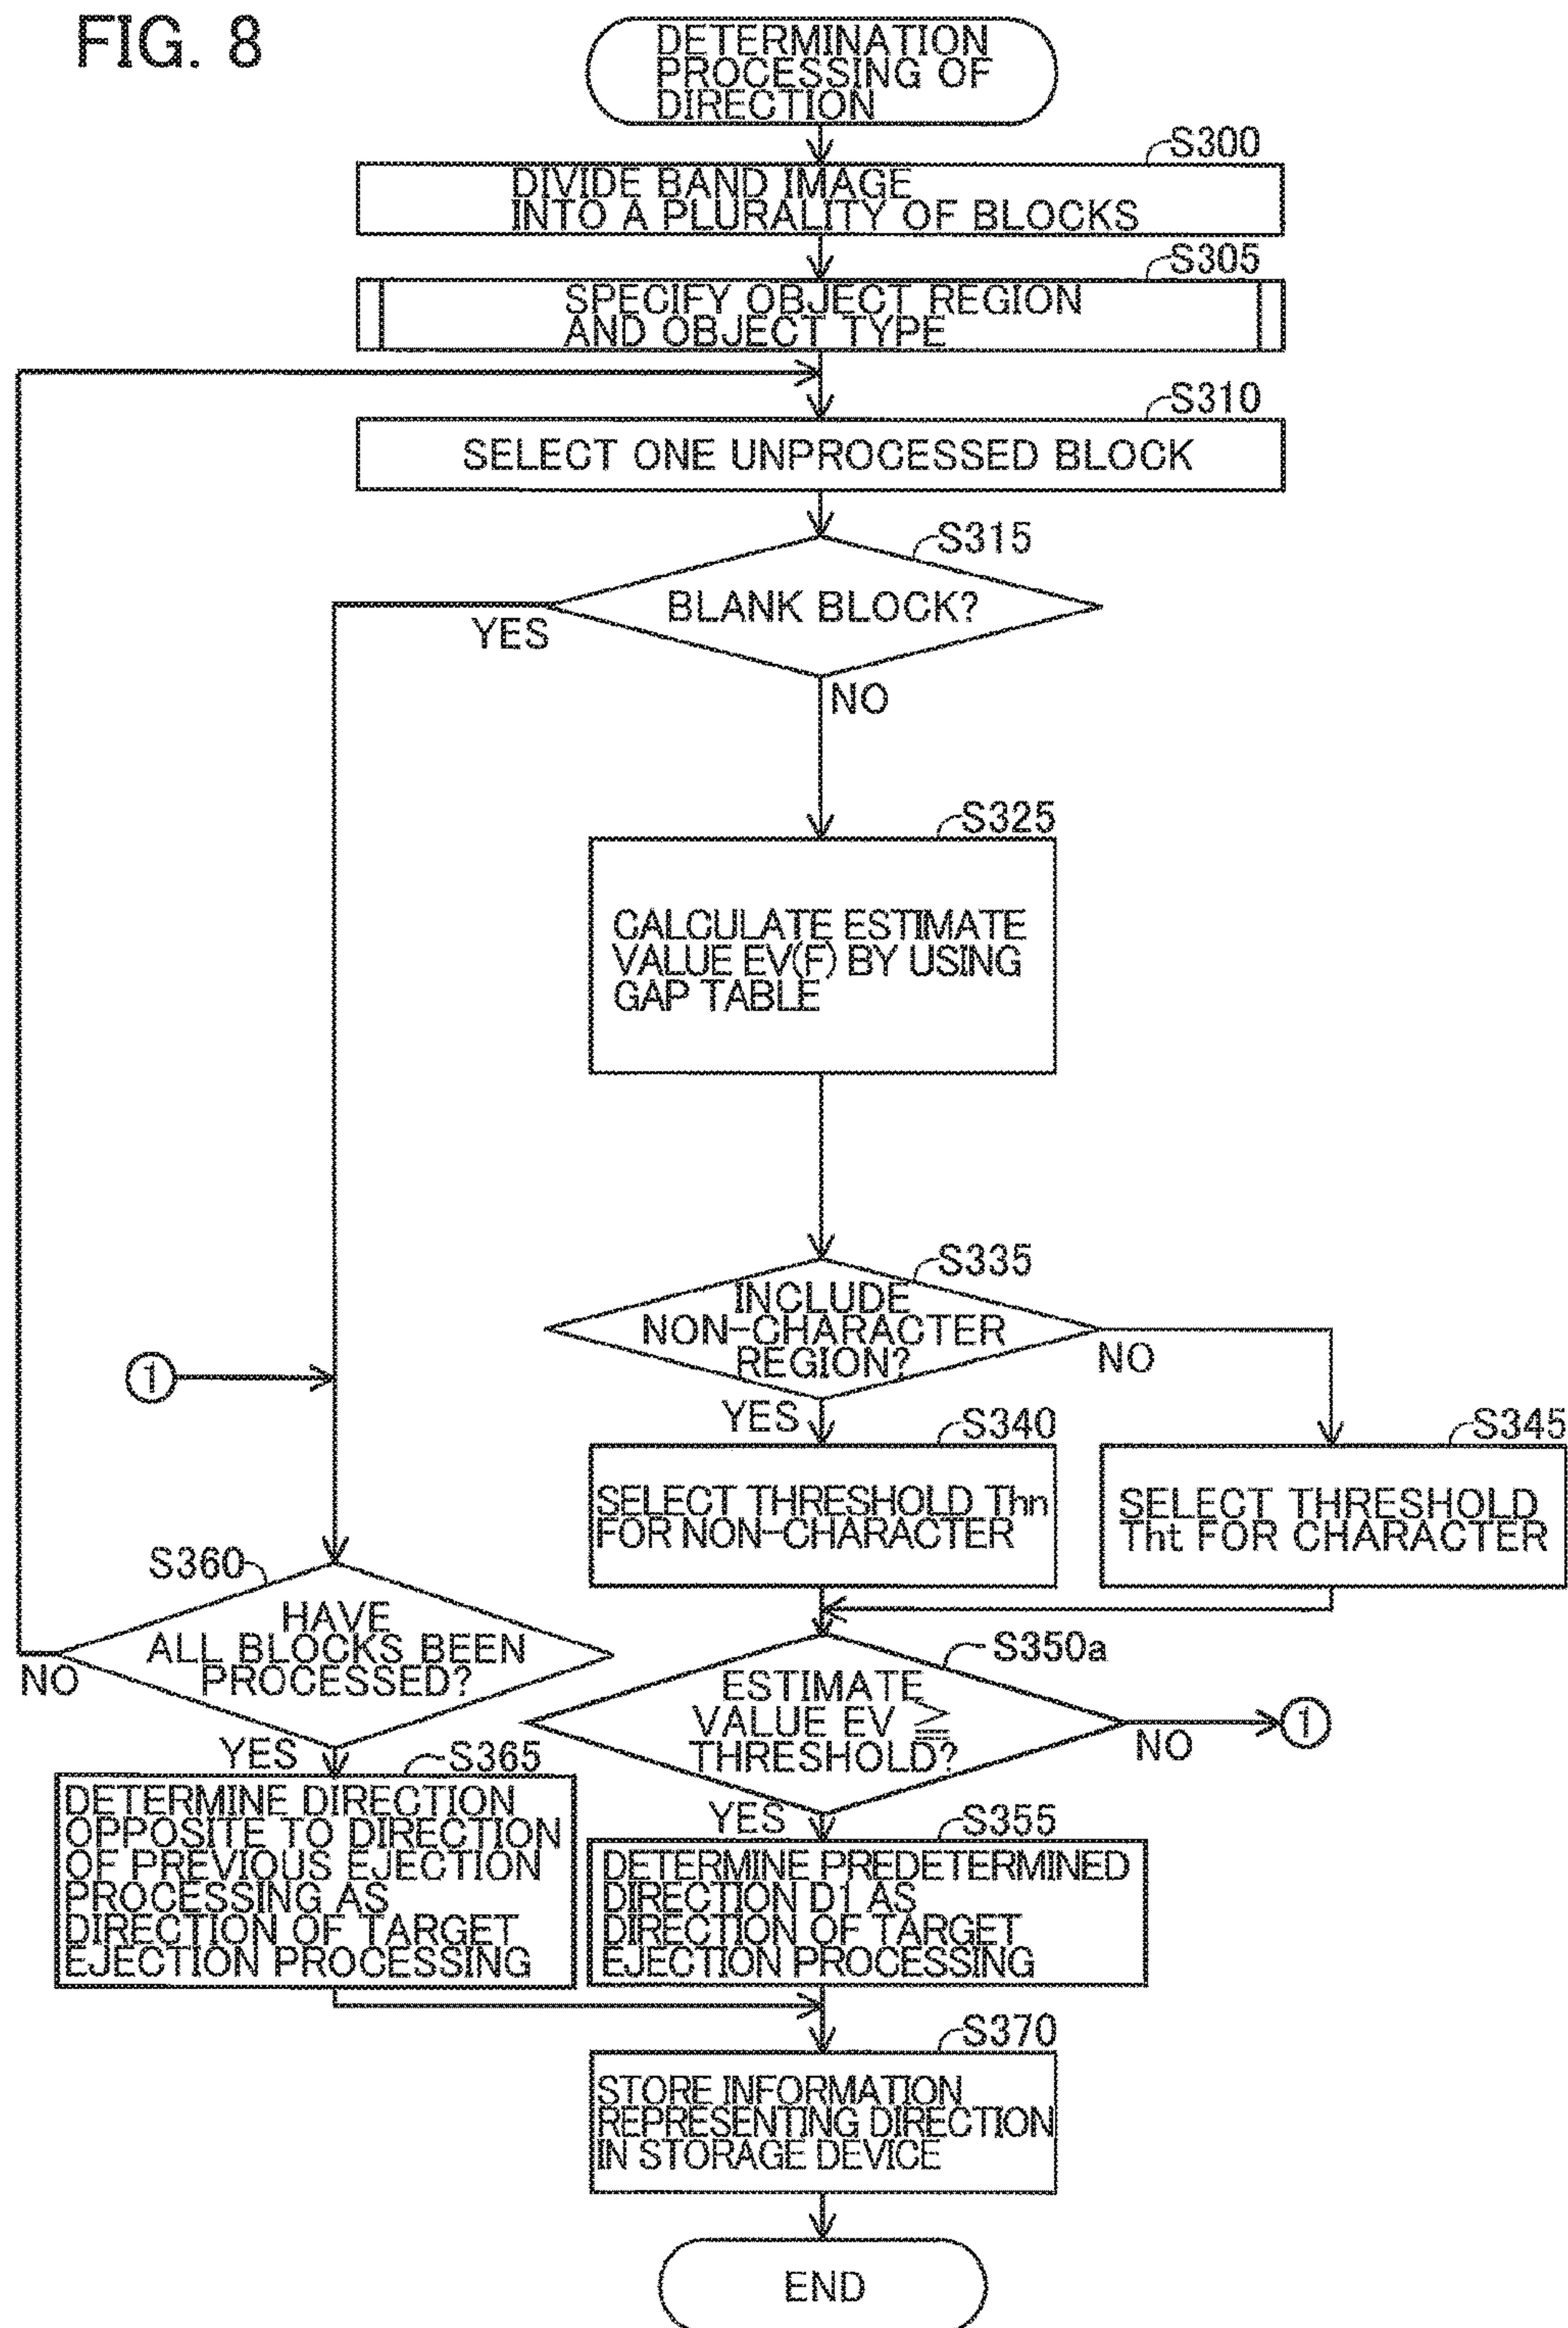 FIG. 8
DETERMINATION
PROCESSING OF
DIRECTION
S300
DIVIDE BAND IMAGE
INTO A PLURALITY OF BLOCKS
S305
SPECIFY OBJECT REGION
AND OBJECT TYPE
S310
SELECT ONE UNPROCESSED BLOCK
S315
BLANK BLOCK?
YES
NO
S325
CALCULATE ESTIMATE
VALUE EV(F) BY USING
GAP TABLE
S335
INCLUDE
NON-CHARACTER
REGION?
NO
1
YES
S340
SELECT THRESHOLD Thn
FOR NON-CHARACTER
S345
SELECT THRESHOLD
Tht FOR CHARACTER
S360
HAVE
ALL BLOCKS BEEN
PROCESSED?
NO
YES
S350a
ESTIMATE
VALUE EV ≧
THRESHOLD?
NO
1
YES
S365
DETERMINE DIRECTION
OPPOSITE TO DIRECTION
OF PREVIOUS EJECTION
PROCESSING AS
DIRECTION OF TARGET
EJECTION PROCESSING
S355
DETERMINE PREDETERMINED
DIRECTION D1 AS
DIRECTION OF TARGET
EJECTION PROCESSING
S370
STORE INFORMATION
REPRESENTING DIRECTION
IN STORAGE DEVICE
END